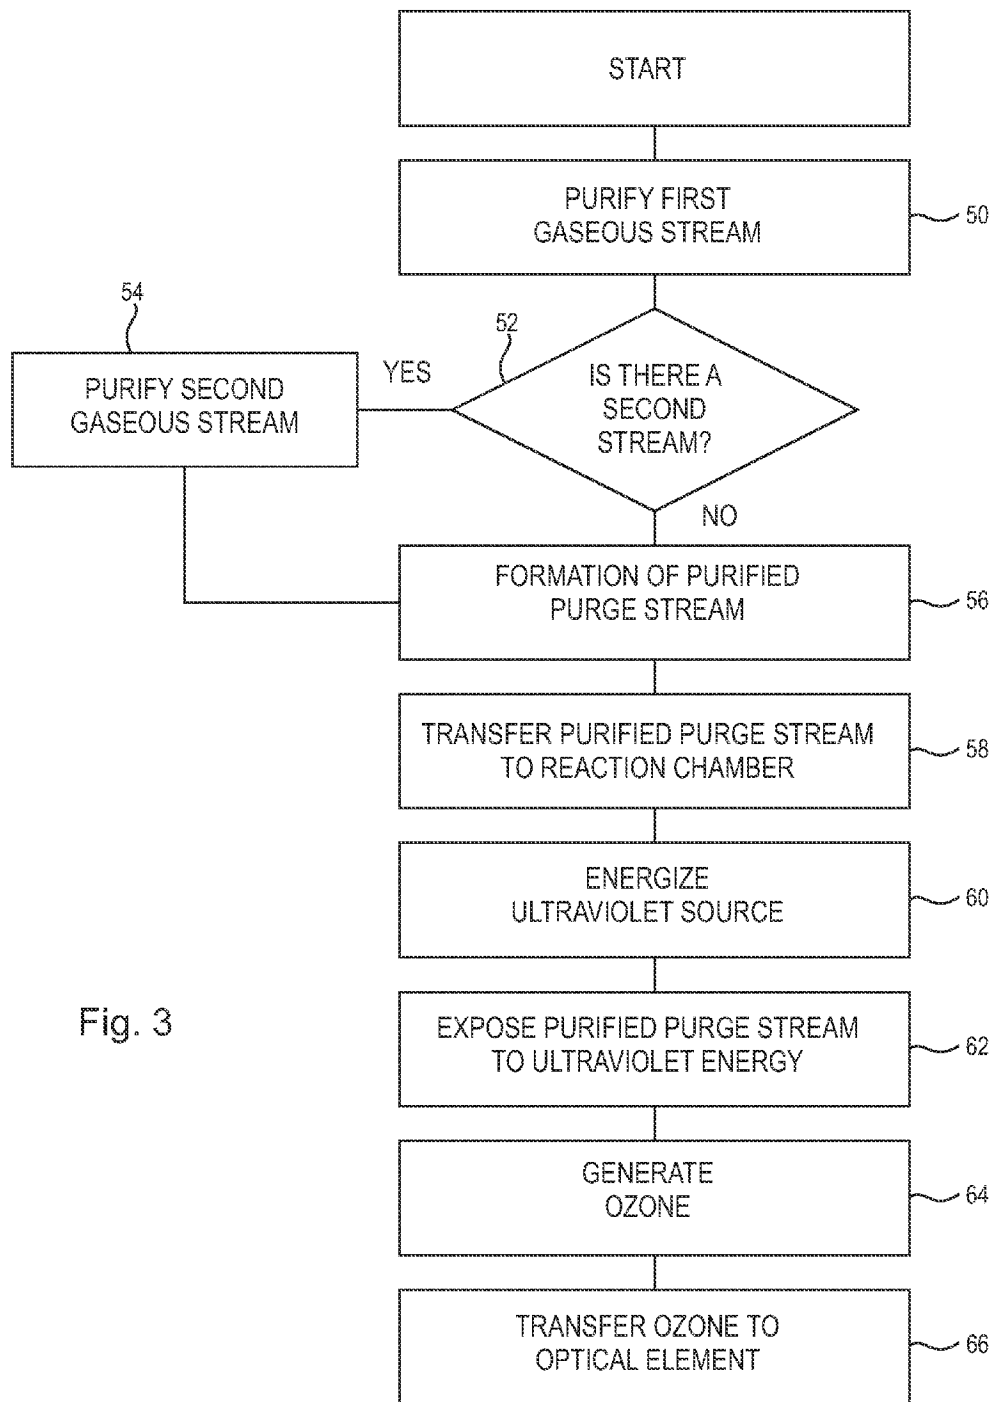 START
PURIFY FIRST
GASEOUS STREAM
50
54
52
PURIFY SECOND
GASEOUS STREAM
YES
IS THERE A
SECOND
STREAM?
NO
FORMATION OF PURIFIED
PURGE STREAM
56
TRANSFER PURIFIED PURGE STREAM
TO REACTION CHAMBER
58
ENERGIZE
ULTRAVIOLET SOURCE
60
Fig. 3
EXPOSE PURIFIED PURGE STREAM
TO ULTRAVIOLET ENERGY
62
GENERATE
OZONE
64
TRANSFER OZONE TO
OPTICAL ELEMENT
66